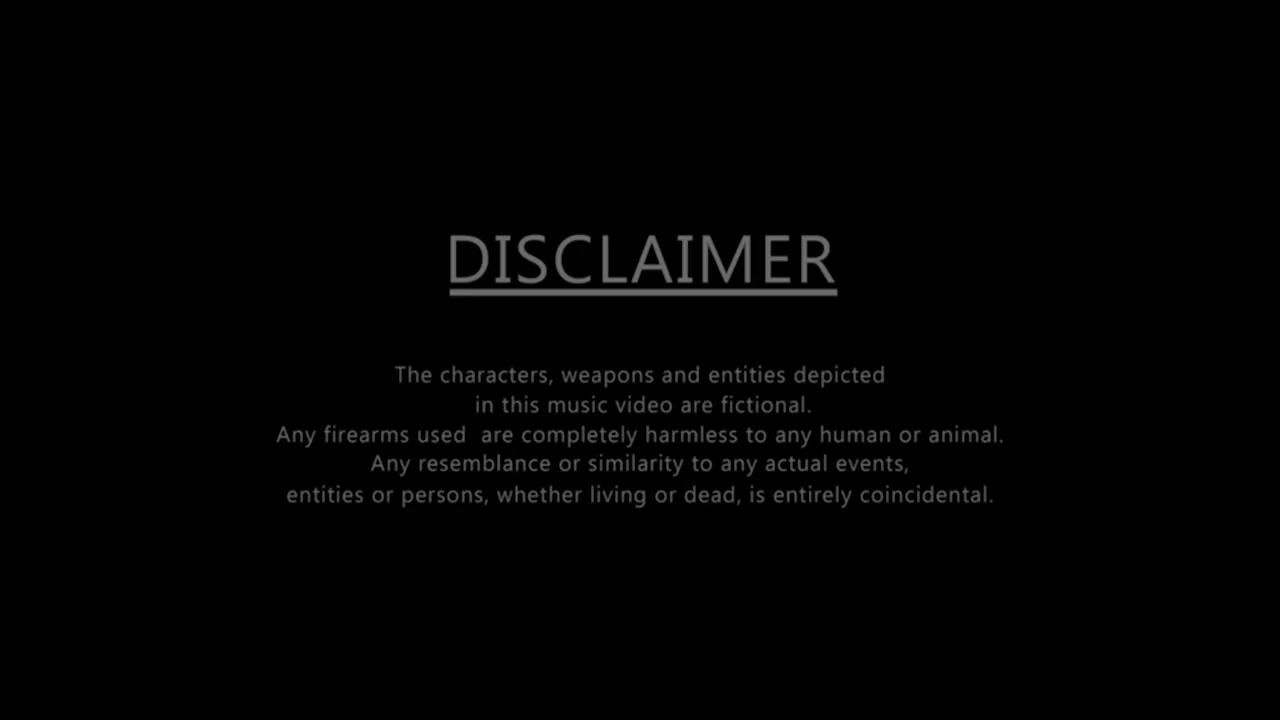 DISCLAIMER
The characters, weapons and entities depicted
in this music video are fictional.
Any firearms used  are completely harmless to any human or animal.
Any resemblance or similarity to any actual events,
entities or persons, whether living or dead, is entirely coincidental.